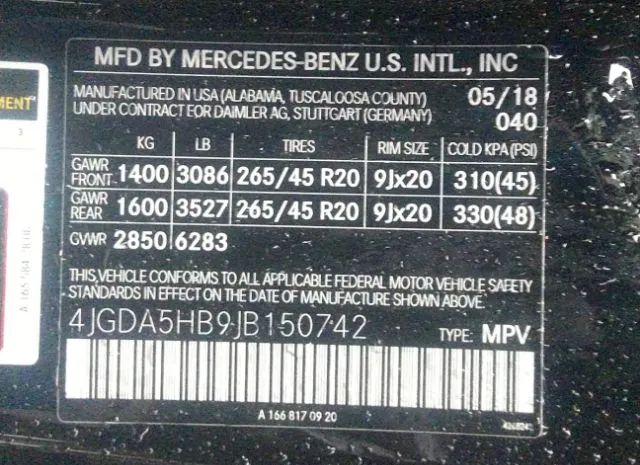 MFD BY MERCEDES-BENZ U.S. INTL., INC
MANUFACTURED IN USA (ALABAMA, TUSCALOOSA COUNTY) 05/18
UNDER CONTRACT FOR DAIMLER AG, STUTTGART (GERMANY) 040
KG LB TIRES RIM SIZE COLD KPA (PSI)
GAWR FRONT 1400 3086 265/45 R20 9Jx20 310(45)
GAWR REAR 1600 3527 265/45 R20 9Jx20 330(48)
GVWR 2850 6283
THIS VEHICLE CONFORMS TO ALL APPLICABLE FEDERAL MOTOR VEHICLE SAFETY
STANDARDS IN EFFECT ON THE DATE OF MANUFACTURE SHOWN ABOVE.
4JGDA5HB9JB150742 TYPE: MPV
A 166 817 09 20
MENT
3
A 165 584